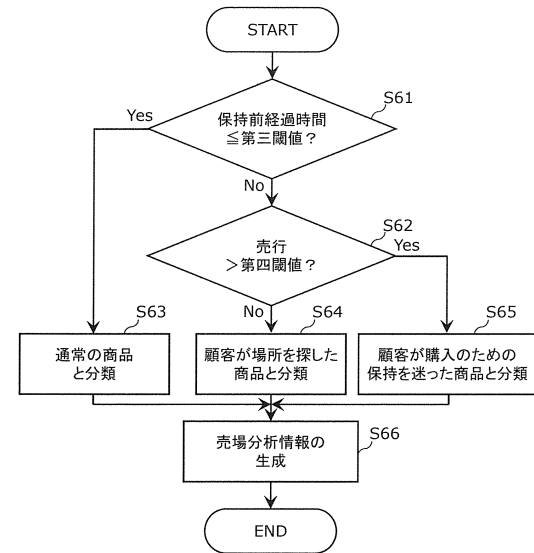 START
S61
保持前経過時間
≦第三閾値？
Yes
No
S62
売行
＞第四閾値？
Yes
No
S63
通常の商品
と分類
S64
顧客が場所を探した
商品と分類
S65
顧客が購入のための
保持を迷った商品と分類
S66
売場分析情報の
生成
END